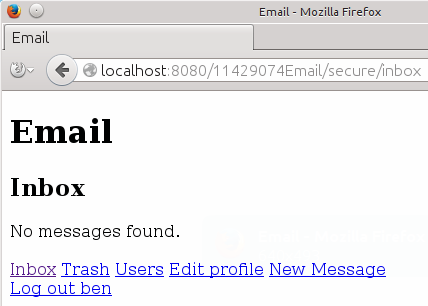 Email - Mozilla Firefox
Email
localhost:8080/11429074Email/secure/inbox
Email
Inbox
No messages found.
Inbox Trash Users Edit profile New Message
Log out ben